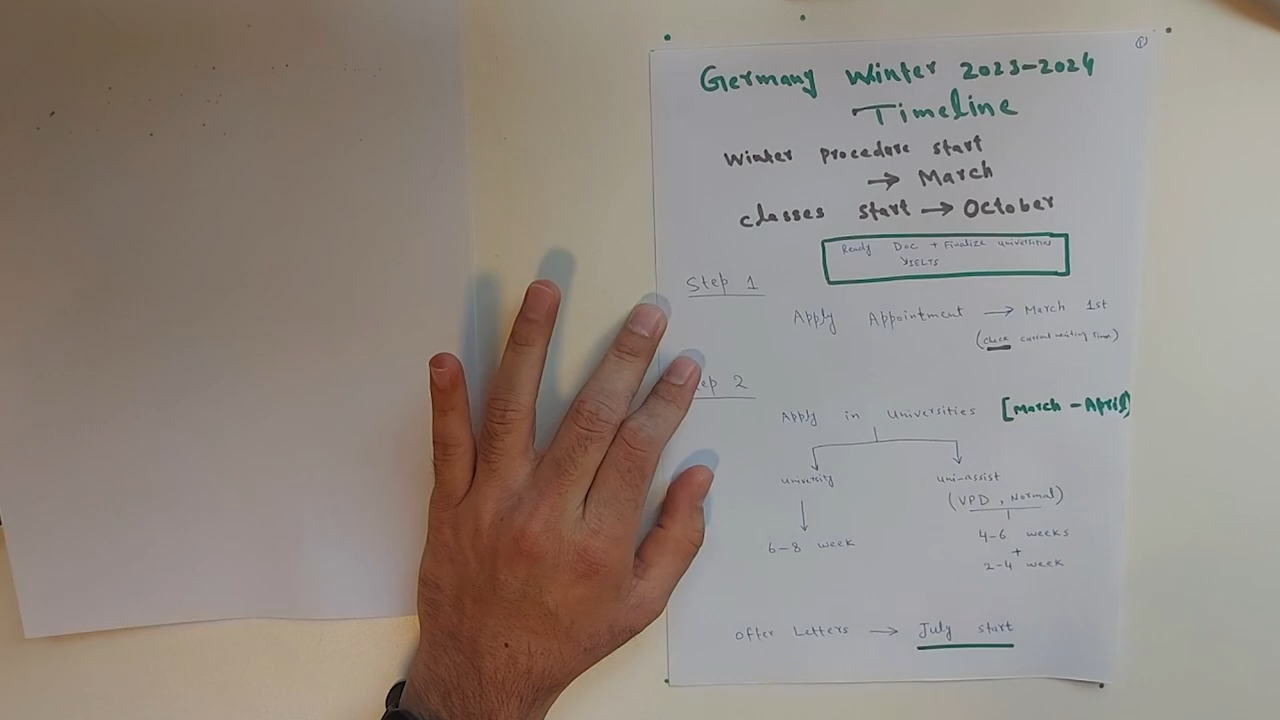 ①
Germany Winter 2023-2024
Timeline
Winter procedure start
→ March
classes start → October
Ready Doc + Finalize universities
IELTS
Step 1
Apply Appointment → March 1st
(check current waiting time)
ep 2
Apply in Universities [March - April]
university uni-assist
(VPD, Normal)
6-8 week 4-6 weeks
+
2-4 week
Offer Letters → July start